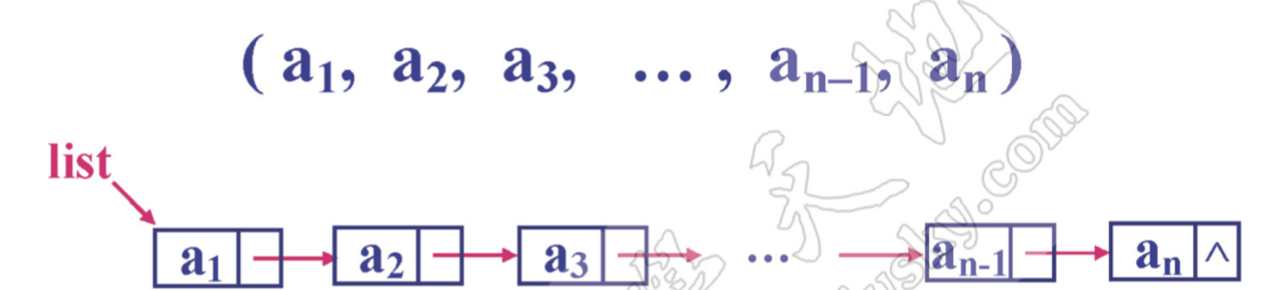 ( a₁, a₂, a₃, … , aₙ₋₁, aₙ )
list
a₁ a₂ a₃ … aₙ₋₁ aₙ ^